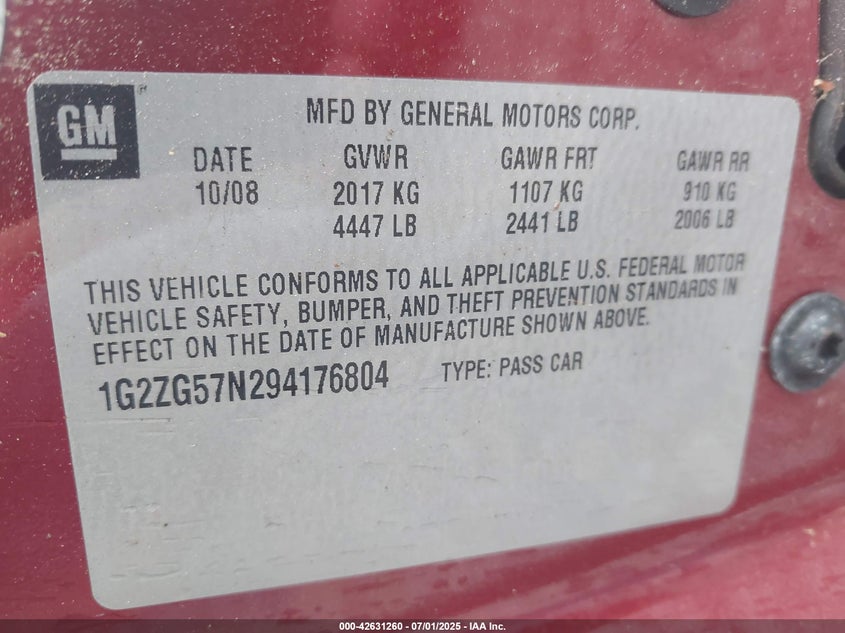 GM
MFD BY GENERAL MOTORS CORP.
DATE GVWR GAWR FRT GAWR RR
10/08 2017 KG 1107 KG 910 KG
4447 LB 2441 LB 2006 LB
THIS VEHICLE CONFORMS TO ALL APPLICABLE U.S. FEDERAL MOTOR
VEHICLE SAFETY, BUMPER, AND THEFT PREVENTION STANDARDS IN
EFFECT ON THE DATE OF MANUFACTURE SHOWN ABOVE.
1G2ZG57N294176804 TYPE: PASS CAR
000-42631260 - 07/01/2025 - IAA Inc.